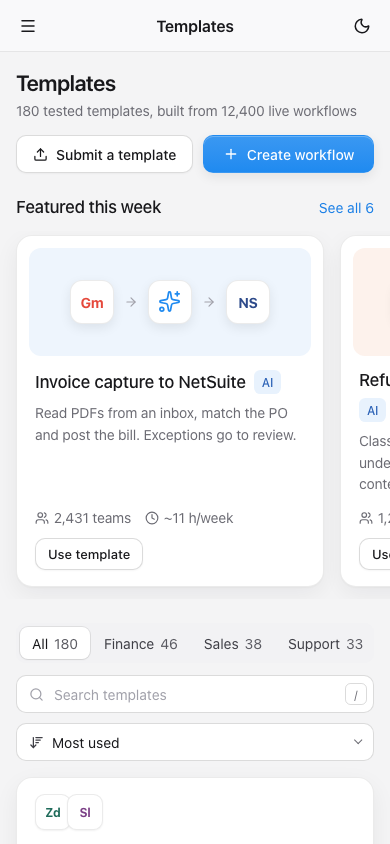 Templates
Templates
180 tested templates, built from 12,400 live workflows
Submit a template
Create workflow
Featured this week
See all 6
Gm
NS
Invoice capture to NetSuite
AI
Read PDFs from an inbox, match the PO
and post the bill. Exceptions go to review.
2,431 teams
~11 h/week
Use template
AI
All 180
Finance 46
Sales 38
Support 33
Search templates
/
Most used
Zd
Sl